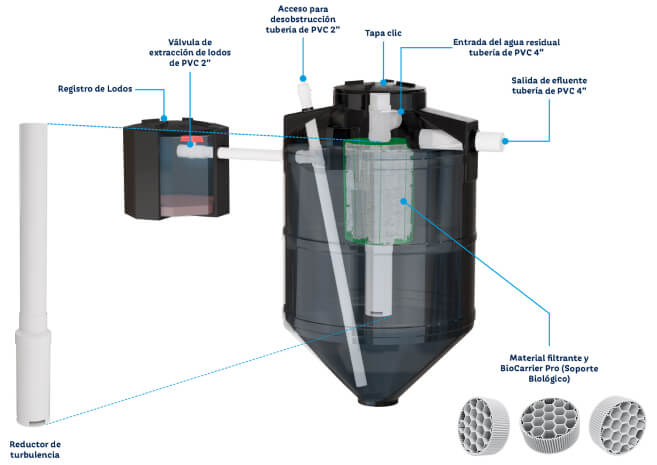 Acceso para
desobstrucción
tubería de PVC 2"
Tapa clic
Válvula de
extracción de lodos
de PVC 2"
Entrada del agua residual
tubería de PVC 4"
Registro de Lodos
Salida de efluente
tubería de PVC 4"
Material filtrante y
BioCarrier Pro (Soporte
Biológico)
Reductor de
turbulencia